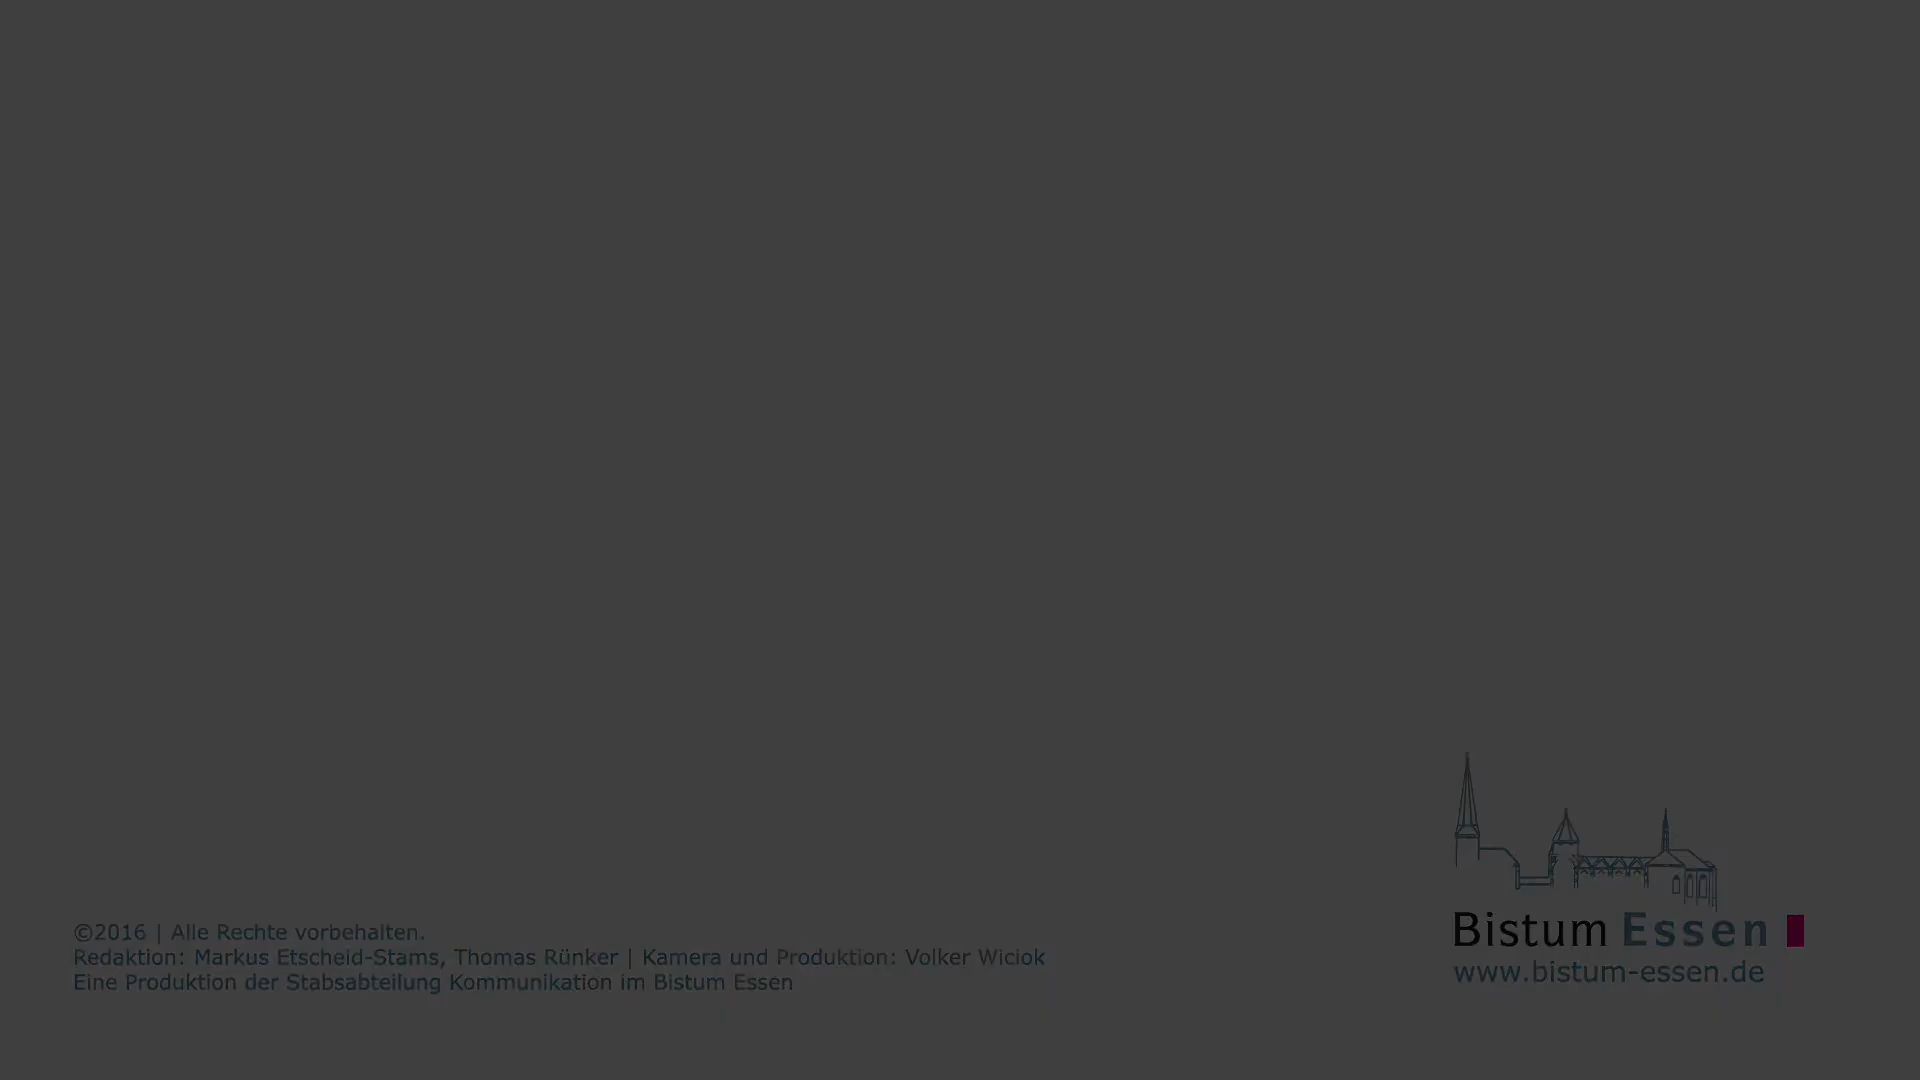 ©2016 | Alle Rechte vorbehalten.
Redaktion: Markus Etscheid-Stams, Thomas Rünker | Kamera und Produktion: Volker Wiciok
Eine Produktion der Stabsabteilung Kommunikation im Bistum Essen
Bistum Essen
www.bistum-essen.de